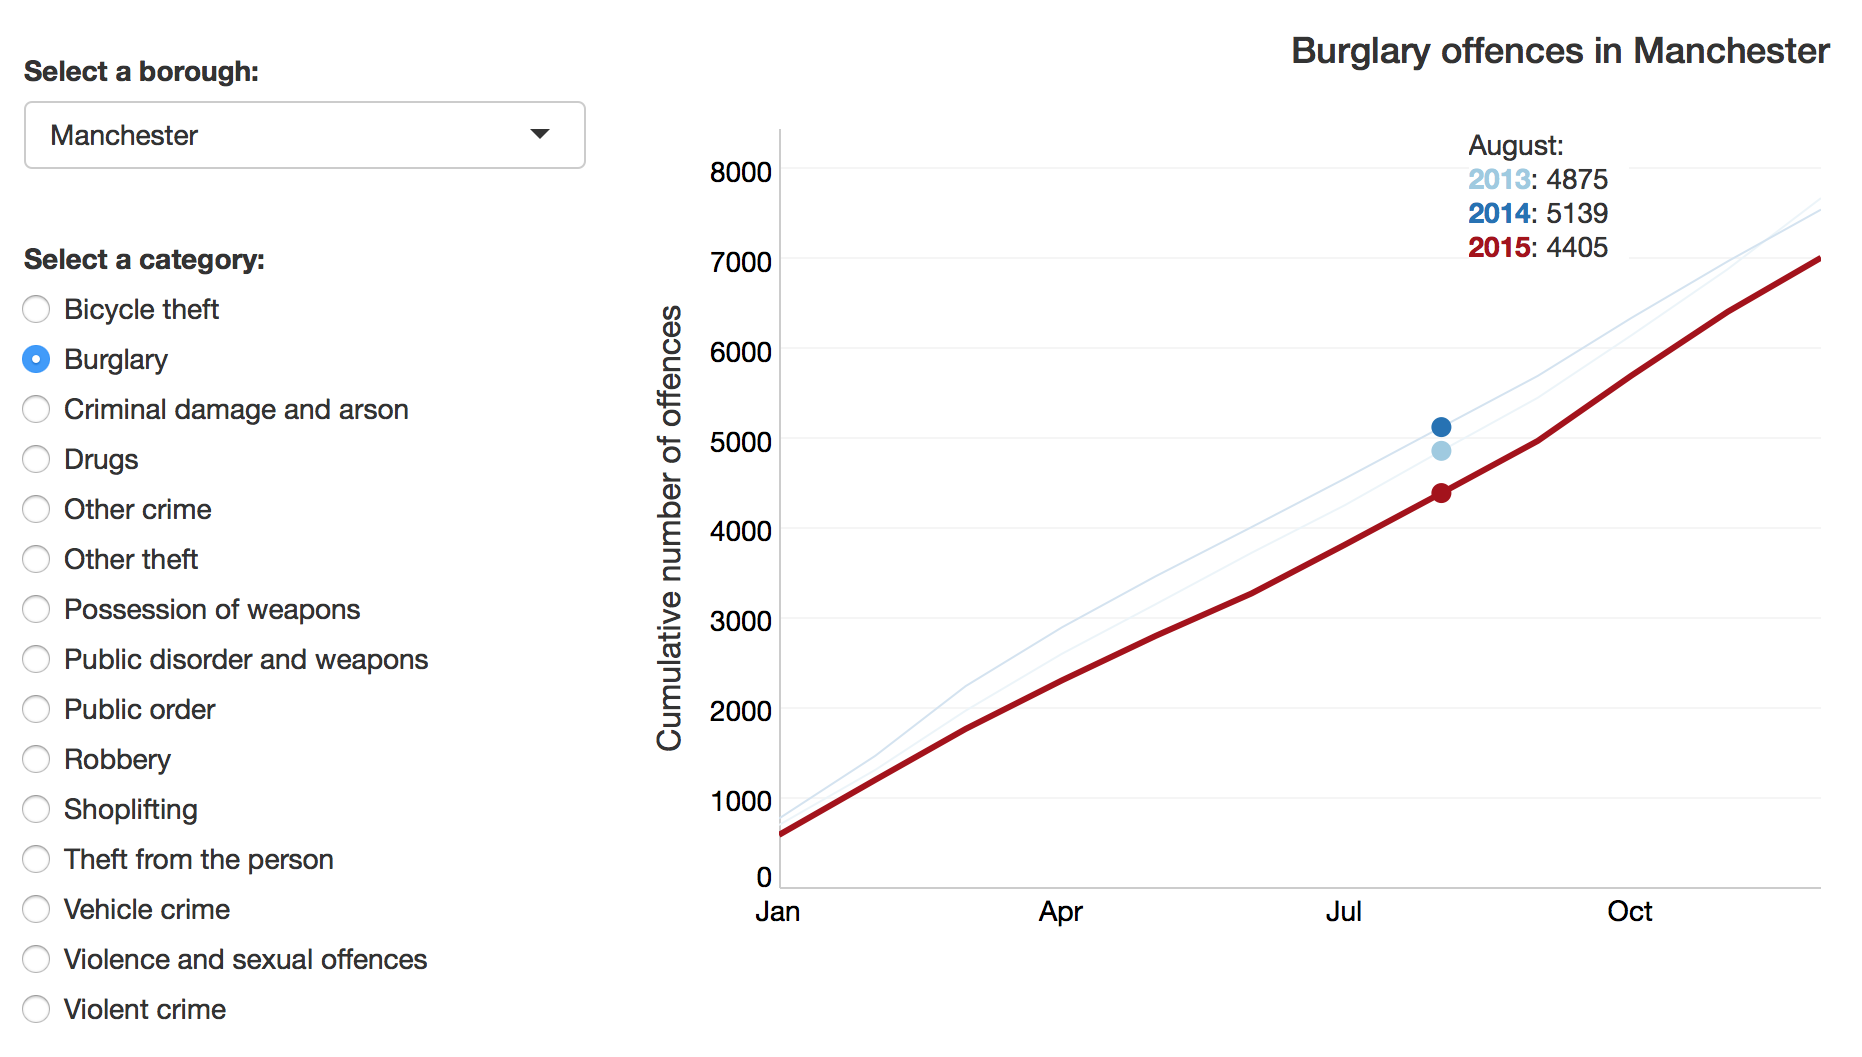 Select a borough:
Manchester
Select a category:
Bicycle theft
Burglary
Criminal damage and arson
Drugs
Other crime
Other theft
Possession of weapons
Public disorder and weapons
Public order
Robbery
Shoplifting
Theft from the person
Vehicle crime
Violence and sexual offences
Violent crime
Burglary offences in Manchester
August:
2013: 4875
2014: 5139
2015: 4405
Cumulative number of offences
8000
7000
6000
5000
4000
3000
2000
1000
0
Jan Apr Jul Oct